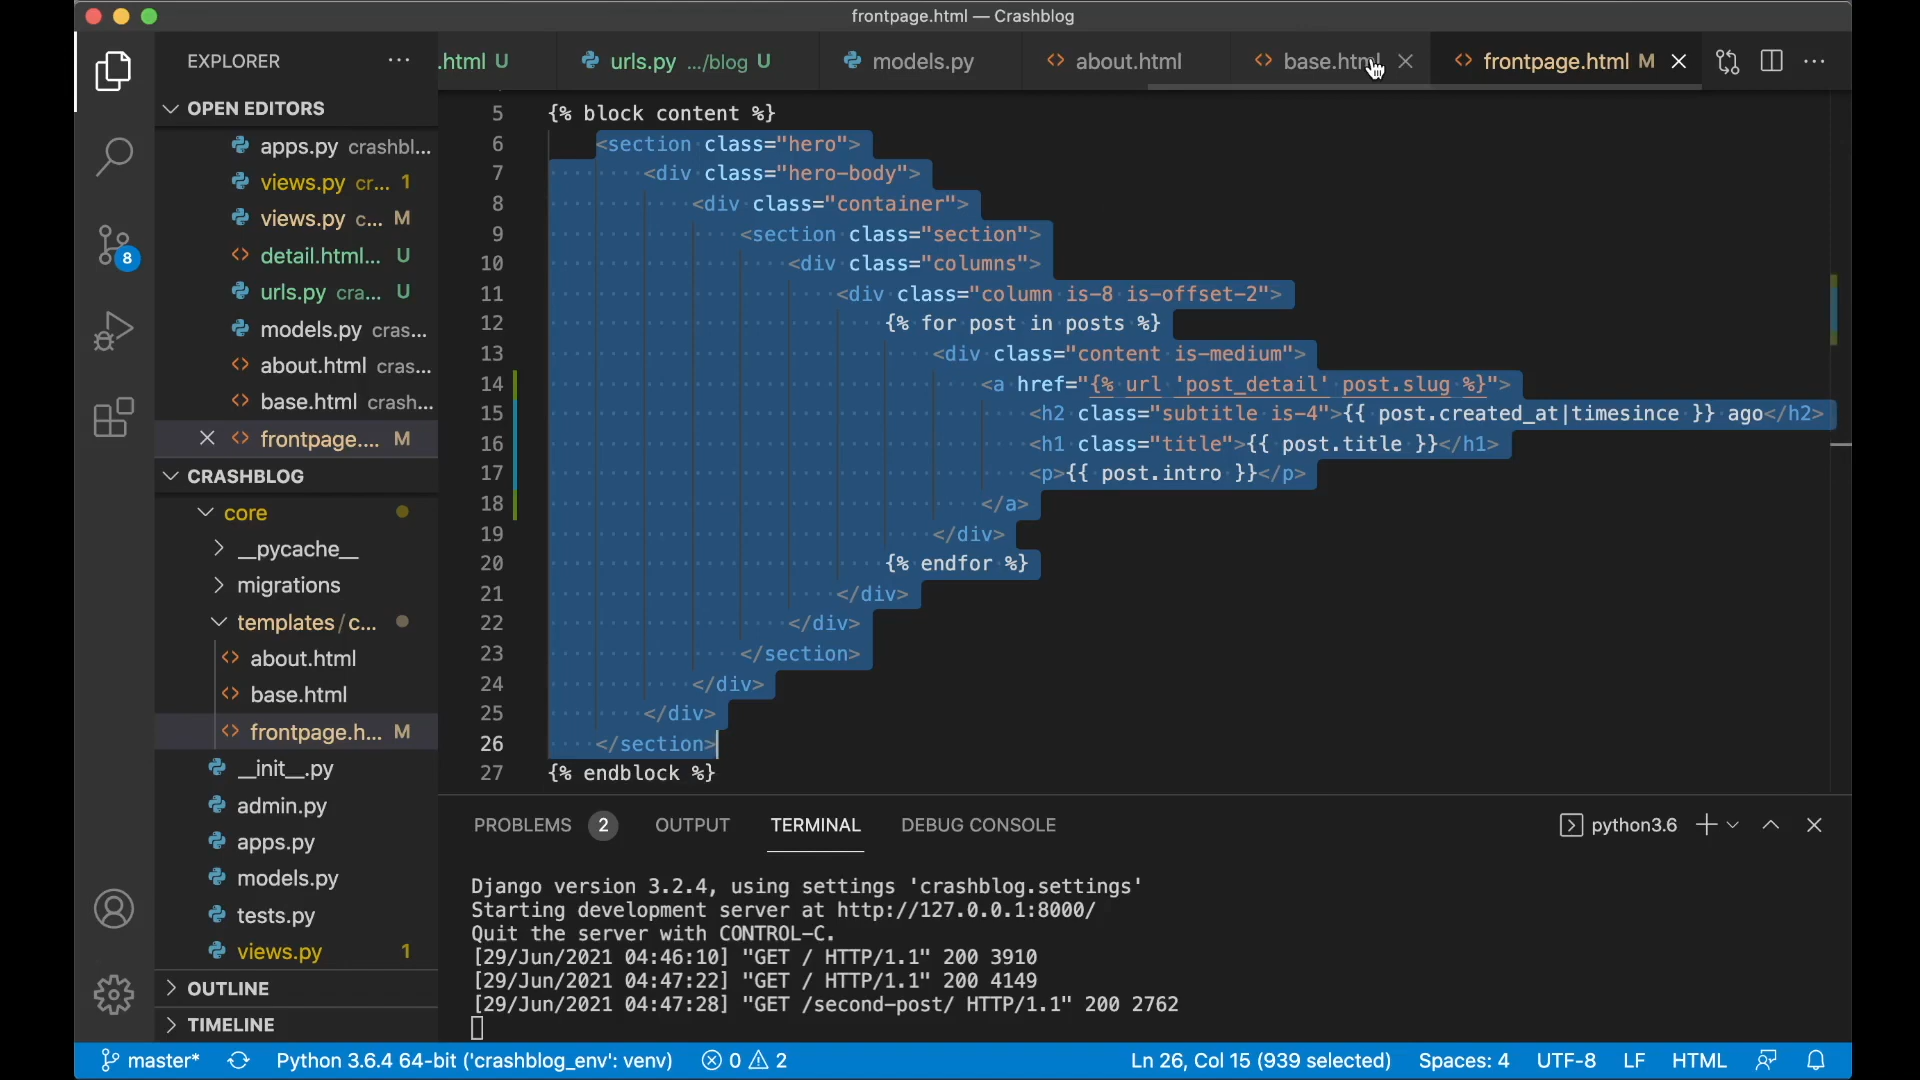 frontpage.html — Crashblog
EXPLORER ···
.html U
urls.py .../blog U
models.py
about.html
base.html
frontpage.html M
···
OPEN EDITORS
apps.py crashbl...
views.py cr... 1
views.py c... M
detail.html... U
urls.py cra... U
models.py cras...
about.html cras...
base.html crash...
frontpage.... M
CRASHBLOG
core
__pycache__
migrations
templates/c...
about.html
base.html
frontpage.h... M
__init__.py
admin.py
apps.py
models.py
tests.py
views.py 1
OUTLINE
TIMELINE
8
5 {% block content %}
6 <section class="hero">
7 <div class="hero-body">
8 <div class="container">
9 <section class="section">
10 <div class="columns">
11 <div class="column is-8 is-offset-2">
12 {% for post in posts %}
13 <div class="content is-medium">
14 <a href="{% url 'post_detail' post.slug %}">
15 <h2 class="subtitle is-4">{{ post.created_at|timesince }} ago</h2>
16 <h1 class="title">{{ post.title }}</h1>
17 <p>{{ post.intro }}</p>
18 </a>
19 </div>
20 {% endfor %}
21 </div>
22 </div>
23 </section>
24 </div>
25 </div>
26 </section>
27 {% endblock %}
PROBLEMS 2 OUTPUT TERMINAL DEBUG CONSOLE
python3.6
Django version 3.2.4, using settings 'crashblog.settings'
Starting development server at http://127.0.0.1:8000/
Quit the server with CONTROL-C.
[29/Jun/2021 04:46:10] "GET / HTTP/1.1" 200 3910
[29/Jun/2021 04:47:22] "GET / HTTP/1.1" 200 4149
[29/Jun/2021 04:47:28] "GET /second-post/ HTTP/1.1" 200 2762
master* Python 3.6.4 64-bit ('crashblog_env': venv) 0 2 Ln 26, Col 15 (939 selected) Spaces: 4 UTF-8 LF HTML